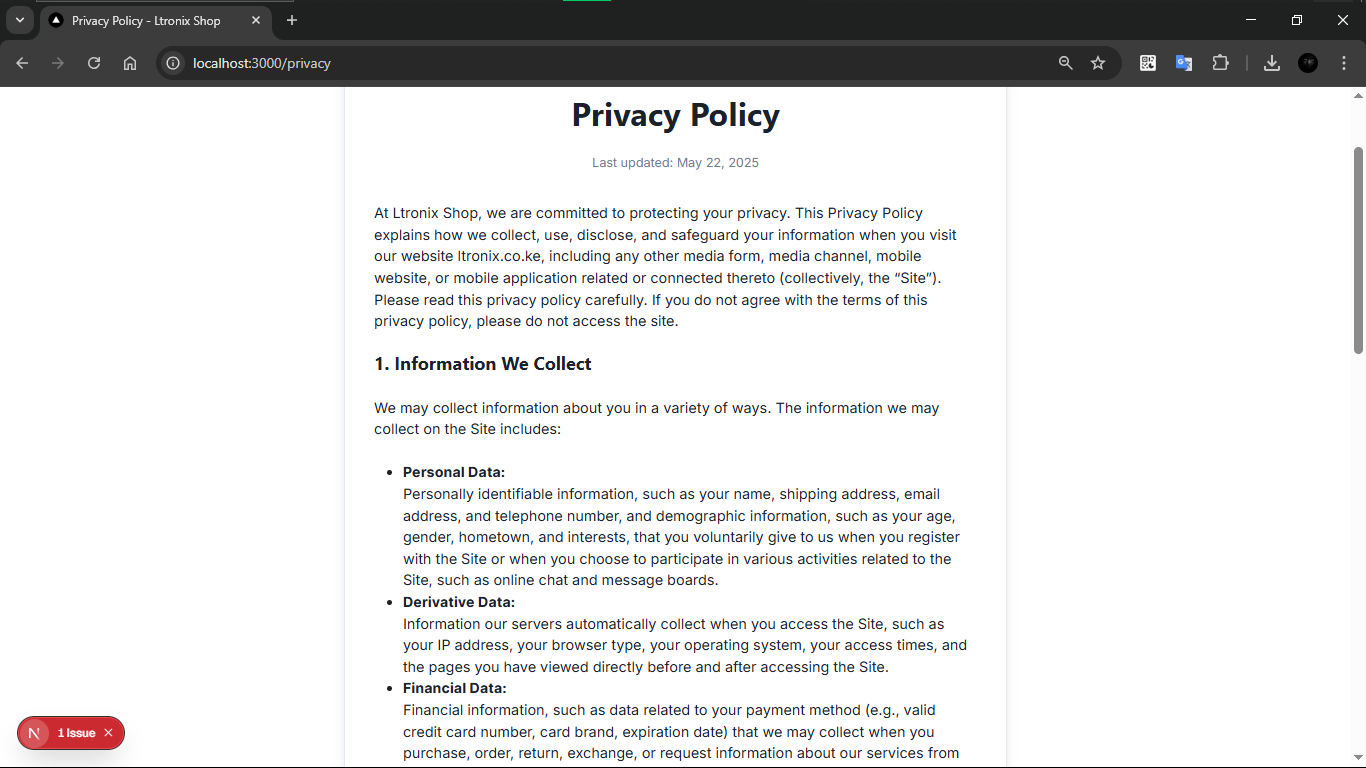 Privacy Policy - Ltronix Shop
localhost:3000/privacy
Privacy Policy
Last updated: May 22, 2025
At Ltronix Shop, we are committed to protecting your privacy. This Privacy Policy
explains how we collect, use, disclose, and safeguard your information when you visit
our website ltronix.co.ke, including any other media form, media channel, mobile
website, or mobile application related or connected thereto (collectively, the “Site”).
Please read this privacy policy carefully. If you do not agree with the terms of this
privacy policy, please do not access the site.
1. Information We Collect
We may collect information about you in a variety of ways. The information we may
collect on the Site includes:
• Personal Data:
Personally identifiable information, such as your name, shipping address, email
address, and telephone number, and demographic information, such as your age,
gender, hometown, and interests, that you voluntarily give to us when you register
with the Site or when you choose to participate in various activities related to the
Site, such as online chat and message boards.
• Derivative Data:
Information our servers automatically collect when you access the Site, such as
your IP address, your browser type, your operating system, your access times, and
the pages you have viewed directly before and after accessing the Site.
• Financial Data:
Financial information, such as data related to your payment method (e.g., valid
credit card number, card brand, expiration date) that we may collect when you
purchase, order, return, exchange, or request information about our services from
N 1 Issue